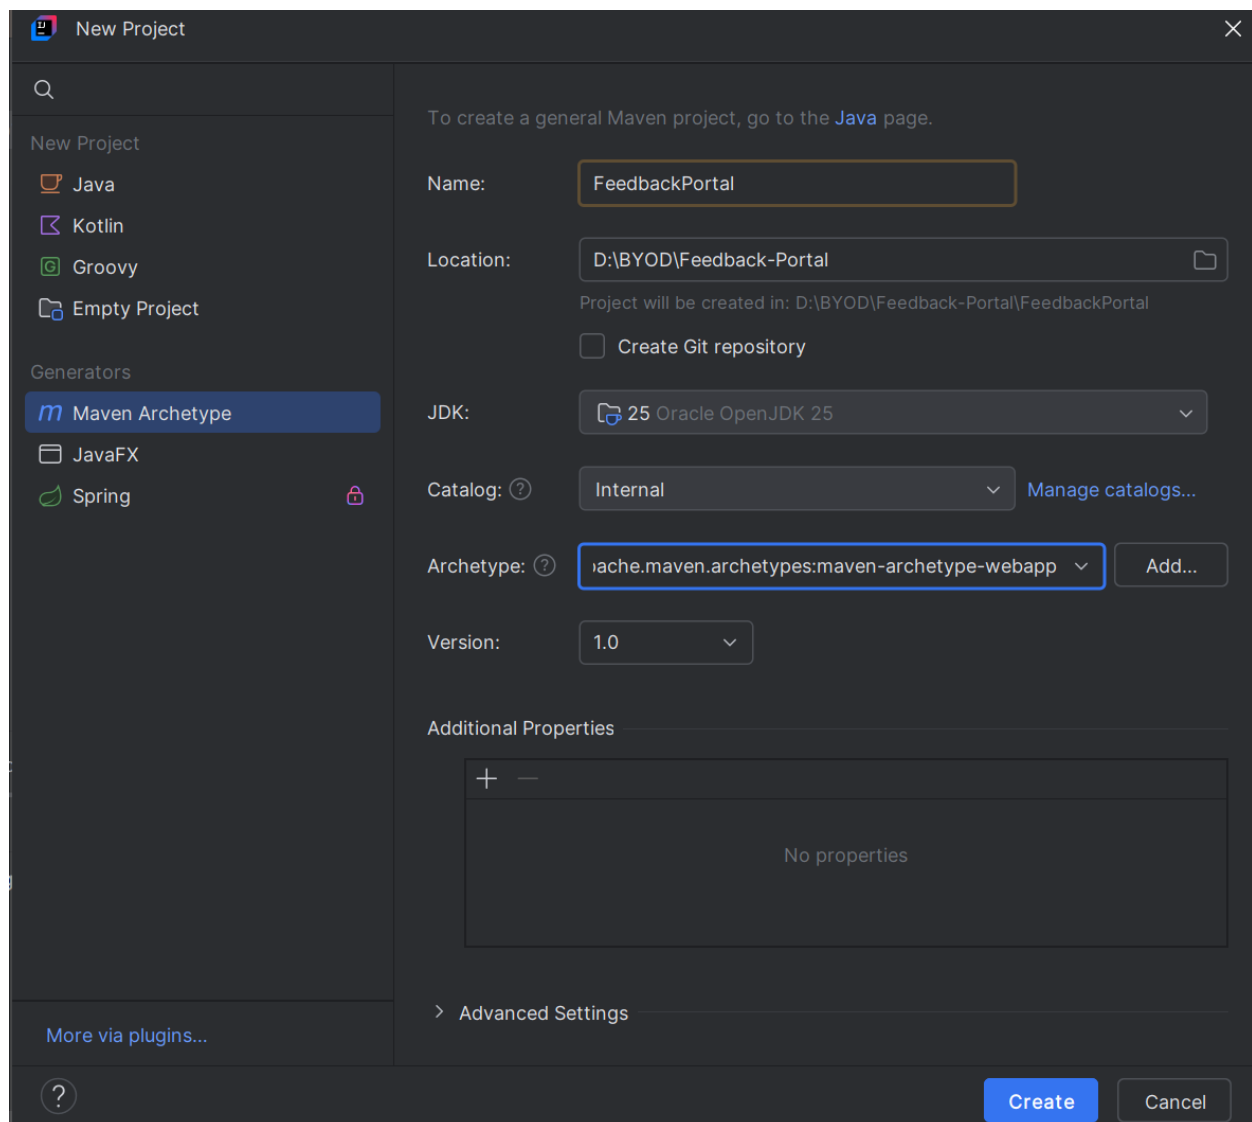 New Project
New Project
Java
Kotlin
Groovy
Empty Project
Generators
Maven Archetype
JavaFX
Spring
More via plugins...
To create a general Maven project, go to the Java page.
Name: FeedbackPortal
Location: D:\BYOD\Feedback-Portal
Project will be created in: D:\BYOD\Feedback-Portal\FeedbackPortal
Create Git repository
JDK: 25 Oracle OpenJDK 25
Catalog: ? Internal Manage catalogs...
Archetype: ? ache.maven.archetypes:maven-archetype-webapp Add...
Version: 1.0
Additional Properties
No properties
Advanced Settings
? Create Cancel